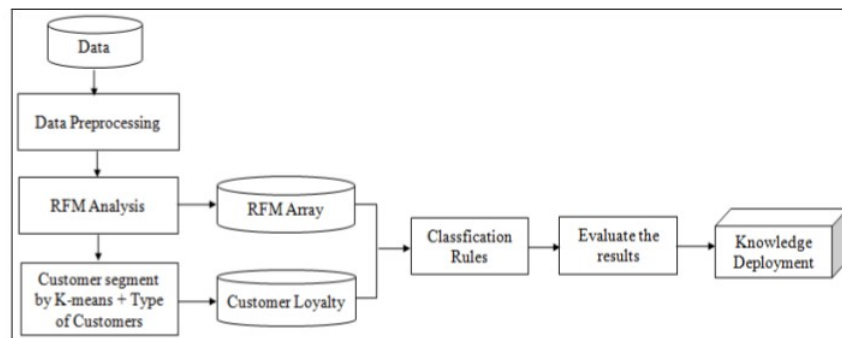 Data
Data Preprocessing
RFM Analysis
RFM Array
Customer segment
by K-means + Type
of Customers
Customer Loyalty
Classfication
Rules
Evaluate the
results
Knowledge
Deployment